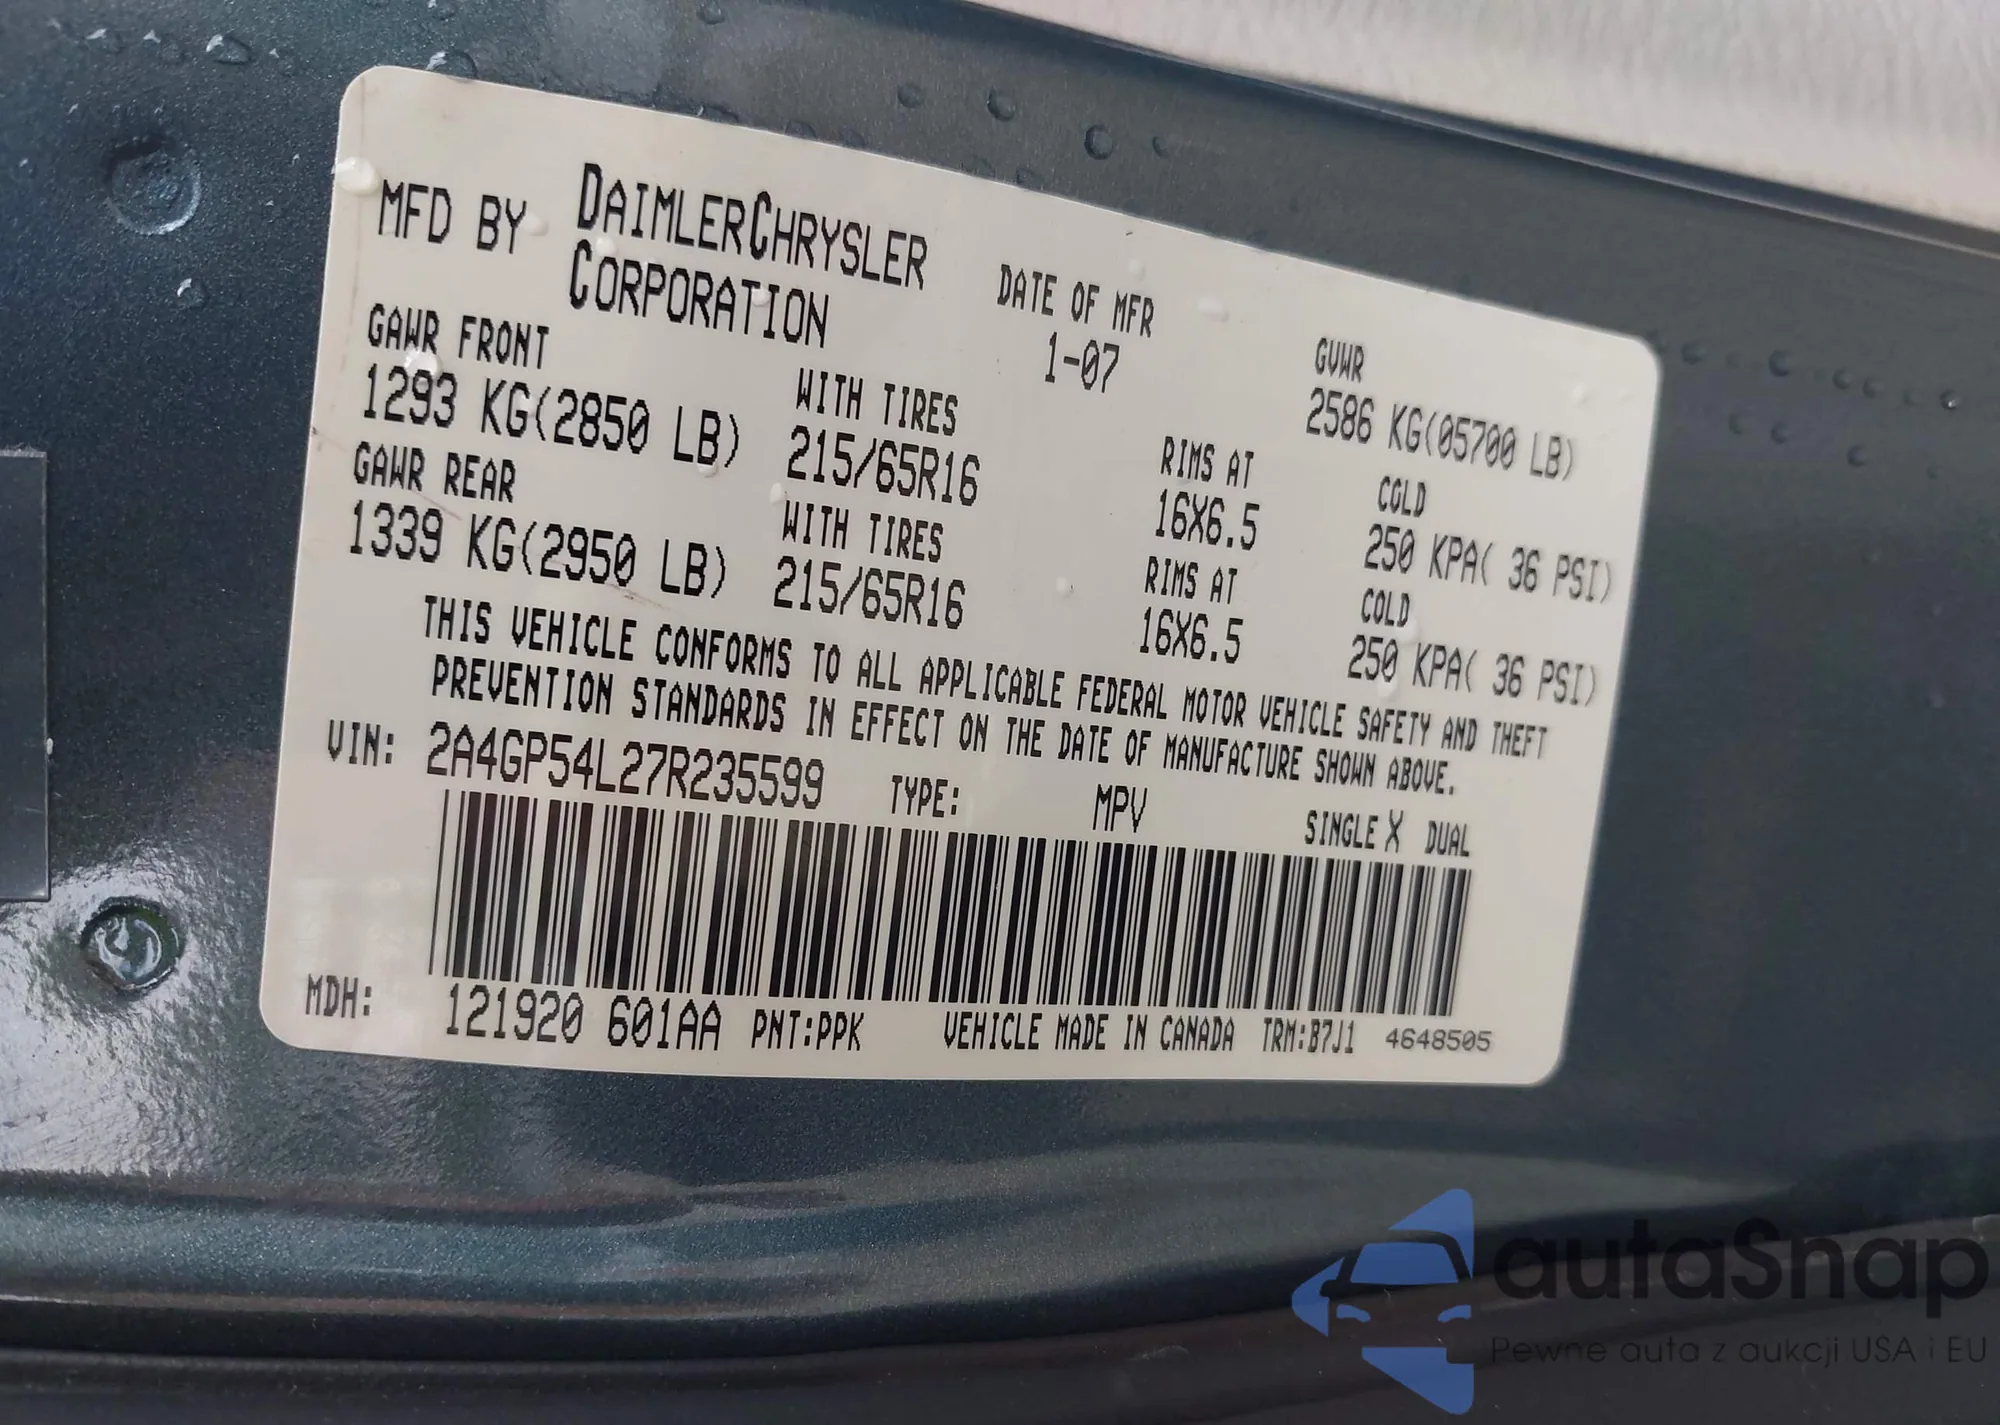 MFD BY DAIMLERCHRYSLER
CORPORATION
DATE OF MFR
1-07
GVWR
2586 KG(05700 LB)
GAWR FRONT
1293 KG(2850 LB)
WITH TIRES
215/65R16
RIMS AT
16X6.5
COLD
250 KPA( 36 PSI)
GAWR REAR
1339 KG(2950 LB)
WITH TIRES
215/65R16
RIMS AT
16X6.5
COLD
250 KPA( 36 PSI)
THIS VEHICLE CONFORMS TO ALL APPLICABLE FEDERAL MOTOR VEHICLE SAFETY AND THEFT
PREVENTION STANDARDS IN EFFECT ON THE DATE OF MANUFACTURE SHOWN ABOVE.
VIN: 2A4GP54L27R235599 TYPE: MPV SINGLE X DUAL
MDH: 121920 601AA PNT:PPK VEHICLE MADE IN CANADA TRM:B7J1 4648505
autaSnap
Pewne auta z aukcji USA i EU